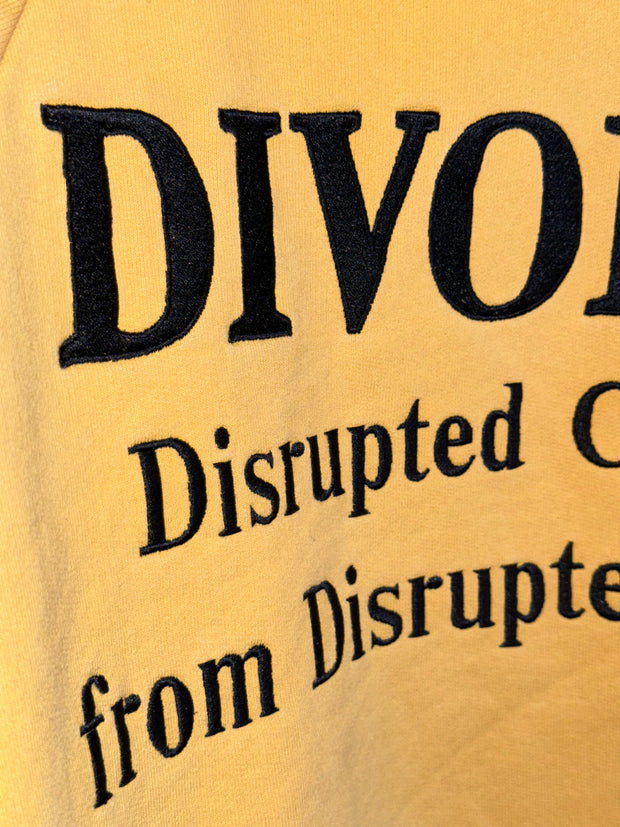 DIVO
Disrupted C
from Disrupte